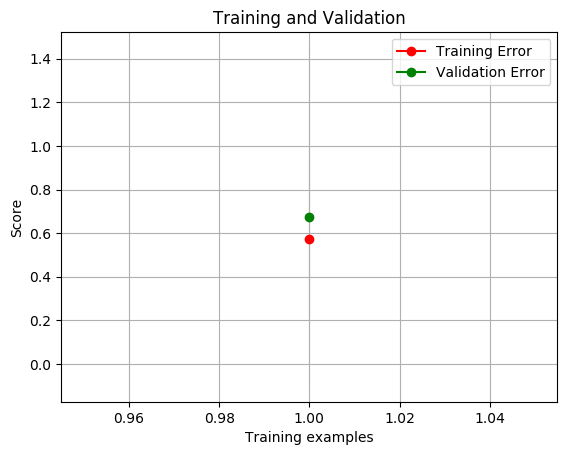 Training and Validation
Training Error
Validation Error
1.4
1.2
1.0
0.8
0.6
0.4
0.2
0.0
Score
0.96
0.98
1.00
1.02
1.04
Training examples